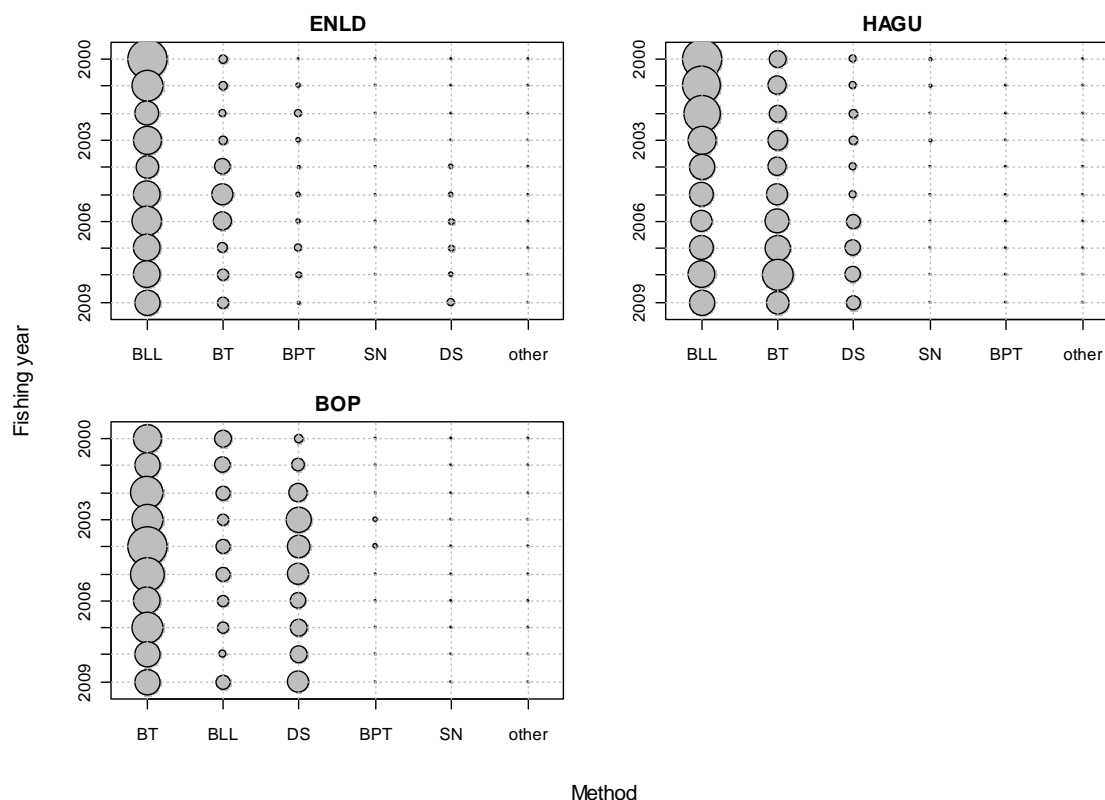 ENLD
2000
2003
2006
2009
BLL BT BPT SN DS other
HAGU
2000
2003
2006
2009
BLL BT DS SN BPT other
BOP
2000
2003
2006
2009
BT BLL DS BPT SN other
Fishing year
Method